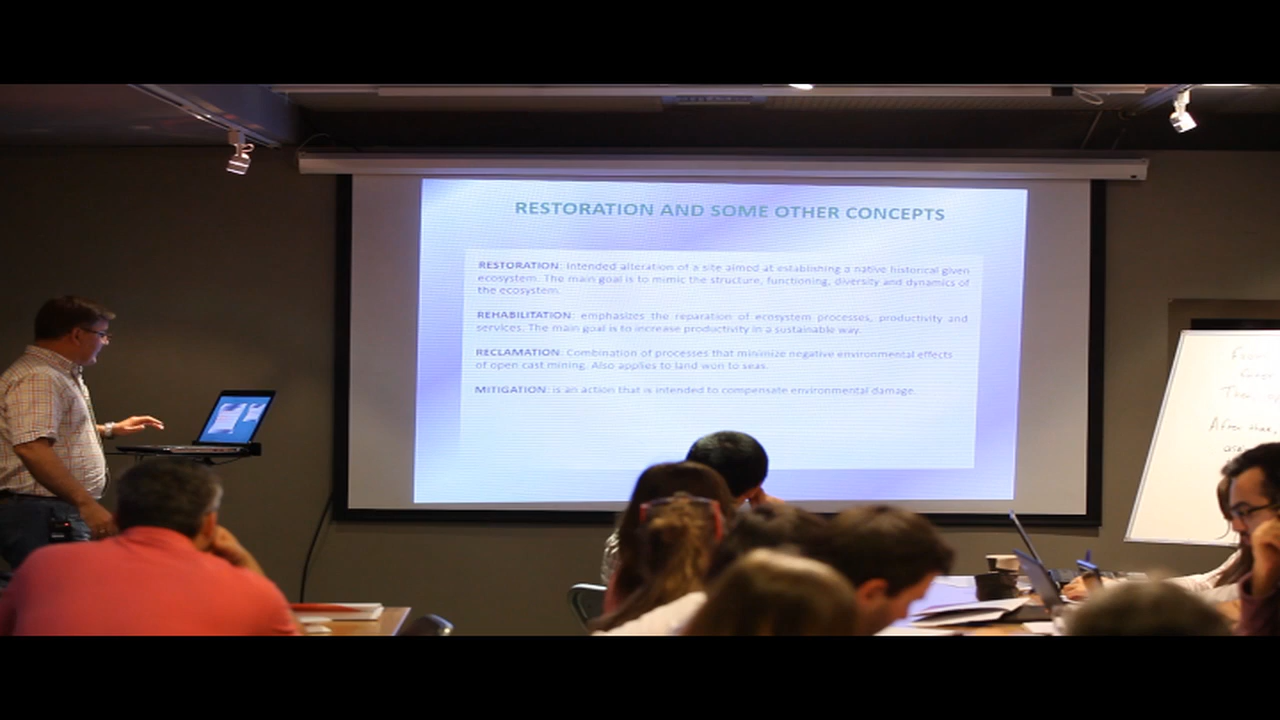 RESTORATION AND SOME OTHER CONCEPTS
RESTORATION: Intended alteration of a site aimed at establishing a native historical given
ecosystem. The main goal is to mimic the structure, functioning, diversity and dynamics of
the ecosystem.
REHABILITATION: emphasizes the reparation of ecosystem processes, productivity and
services. The main goal is to increase productivity in a sustainable way.
RECLAMATION: Combination of processes that minimize negative environmental effects
of open cast mining. Also applies to land won to seas.
MITIGATION: is an action that is intended to compensate environmental damage.
From
Then
After that,